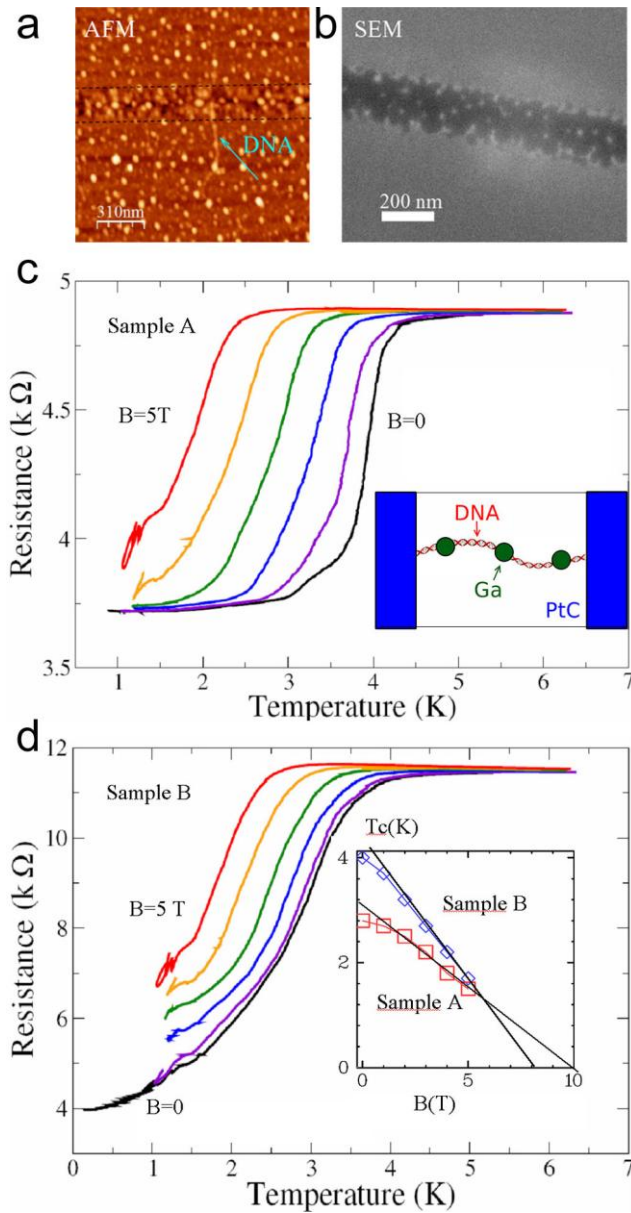 a
AFM
DNA
310nm
b
SEM
200 nm
c
5
4.5
4
3.5
Resistance (k Ω)
Sample A
B=5T
B=0
DNA
Ga
PtC
1
2
3
4
5
6
7
Temperature (K)
d
12
10
8
6
4
Resistance (k Ω)
Sample B
B=5 T
B=0
Tc(K)
4
2
0
Sample B
Sample A
0
5
10
B(T)
0
1
2
3
4
5
6
7
Temperature (K)